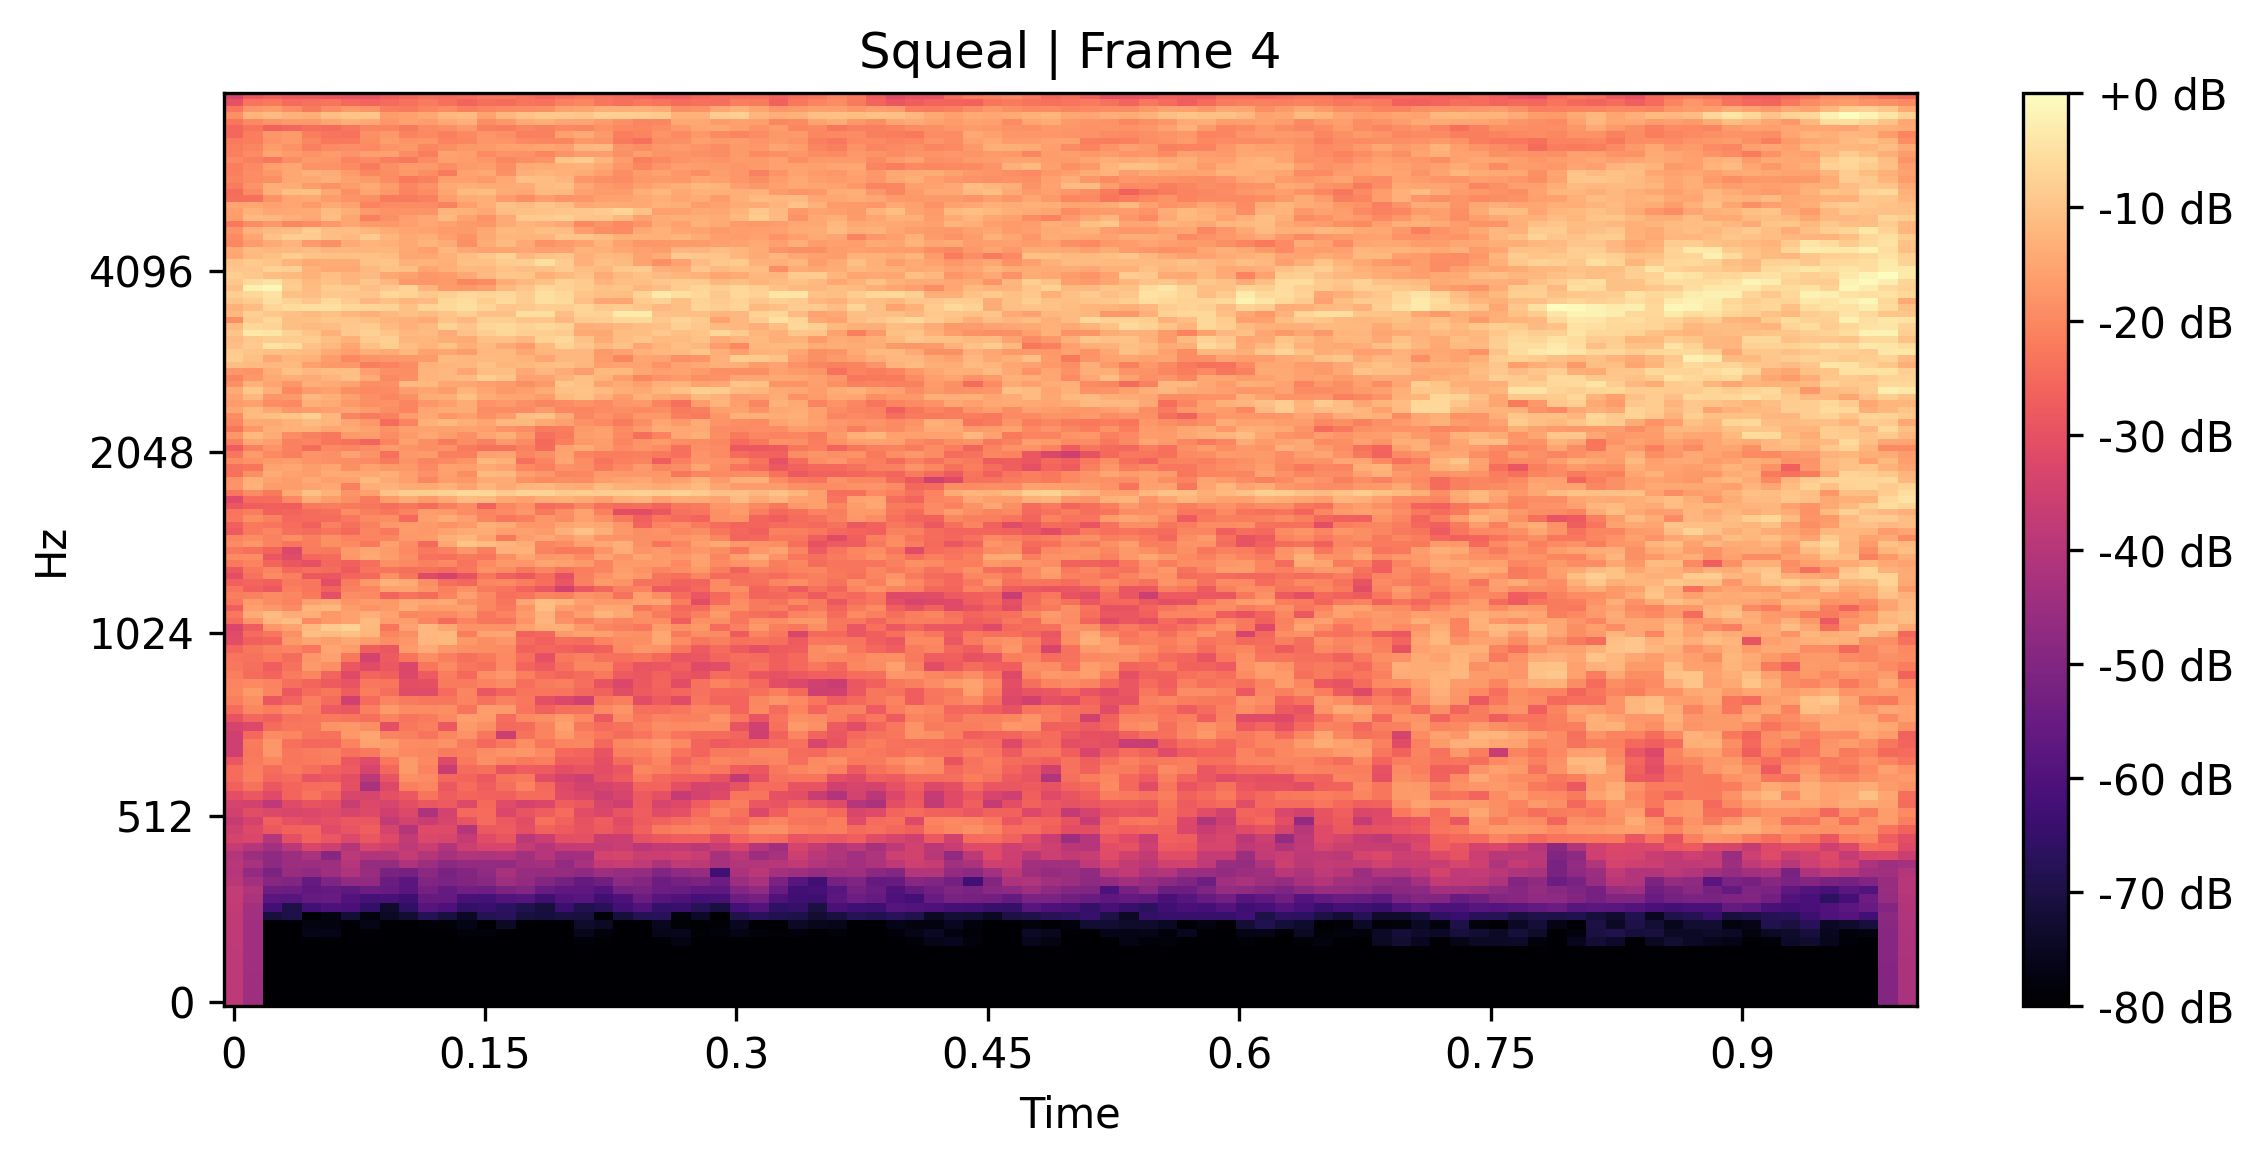 Squeal | Frame 4
+0 dB
-10 dB
-20 dB
-30 dB
-40 dB
-50 dB
-60 dB
-70 dB
-80 dB
Hz
4096
2048
1024
512
0
0 0.15 0.3 0.45 0.6 0.75 0.9
Time